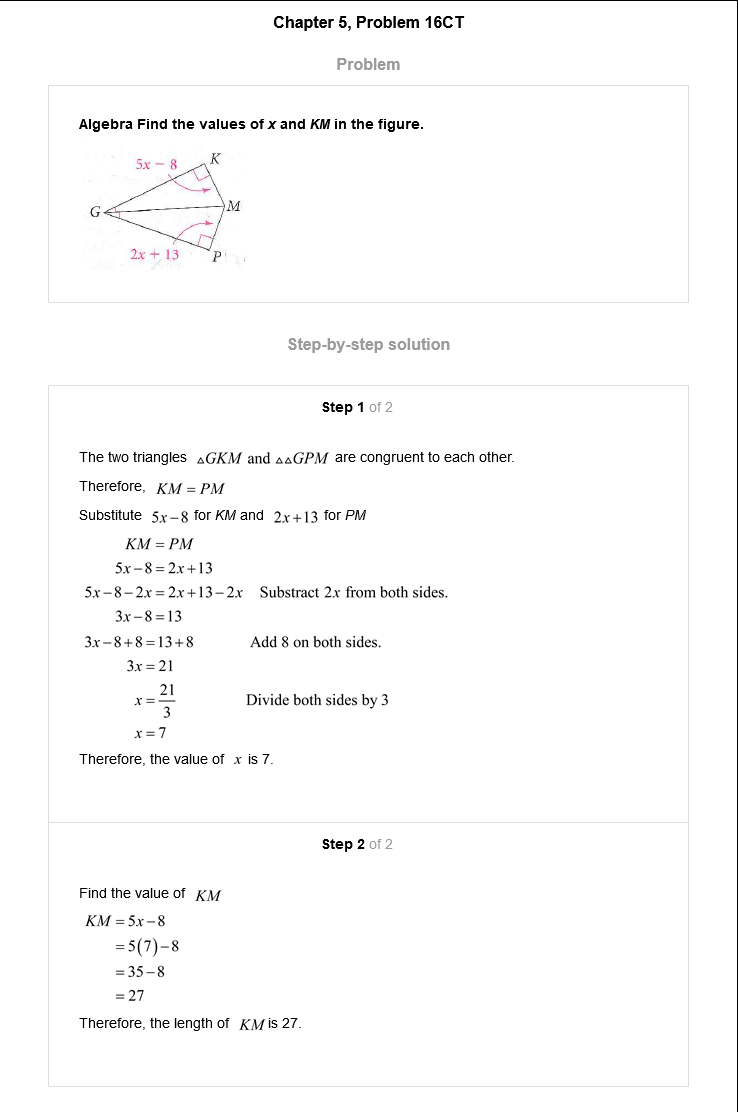 Chapter 5, Problem 16CT
Problem
Algebra Find the values of x and KM in the figure.
5x − 8
K
G
M
2x + 13
P
Step-by-step solution
Step 1 of 2
The two triangles △GKM and △△GPM are congruent to each other.
Therefore, KM = PM
Substitute 5x−8 for KM and 2x+13 for PM
KM = PM
5x−8 = 2x+13
5x−8−2x = 2x+13−2x Substract 2x from both sides.
3x−8 = 13
3x−8+8 = 13+8 Add 8 on both sides.
3x = 21
x = 21/3 Divide both sides by 3
x = 7
Therefore, the value of x is 7.
Step 2 of 2
Find the value of KM
KM = 5x−8
= 5(7)−8
= 35−8
= 27
Therefore, the length of KM is 27.